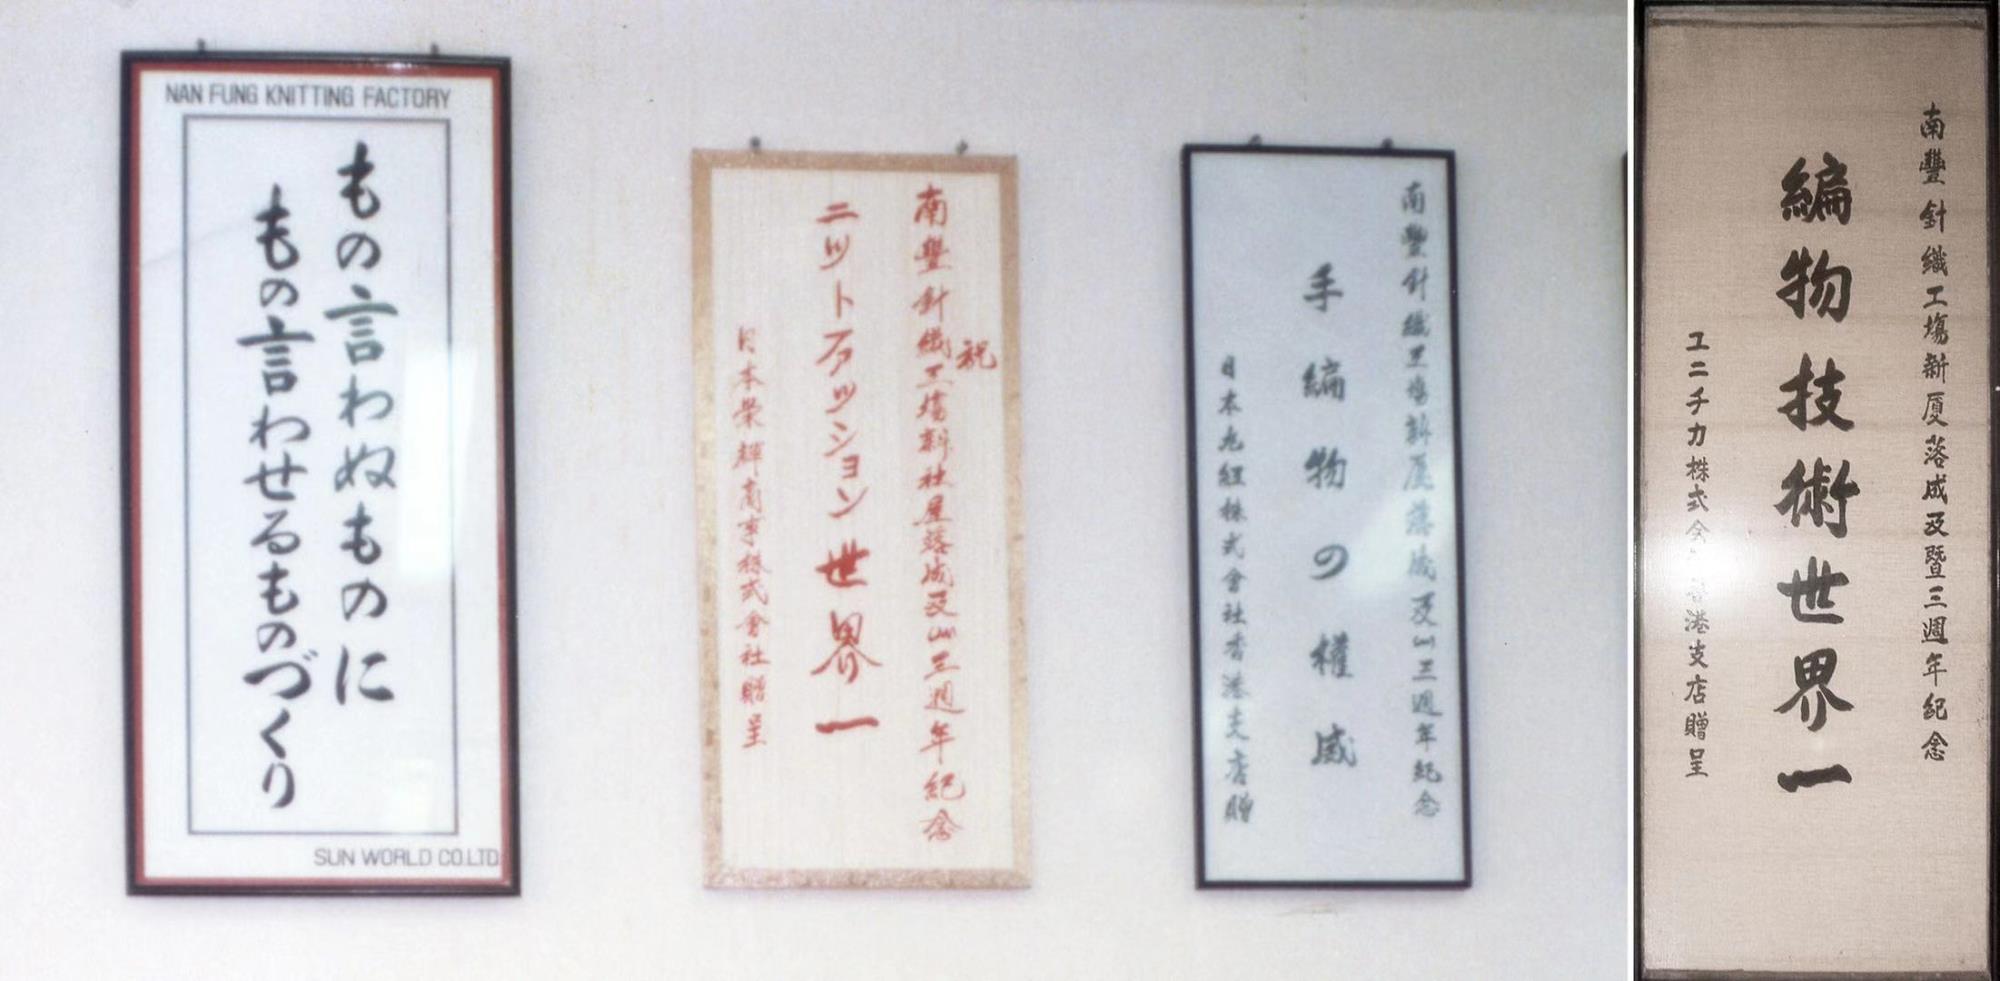 NAN FUNG KNITTING FACTORY
もの言わぬものに
もの言わせるものづくり
SUN WORLD CO.LTD
祝
南豐針織工場新社屋落成及三週年紀念
ニットファッション世界一
日本榮輝商事株式會社贈呈
南豐針織工場新厦落成及三週年紀念
手編物の權威
日本丸紅株式會社香港支店贈
南豐針織工場新厦落成及暨三週年紀念
編物技術世界一
ユニチカ株式会 香港支店贈呈